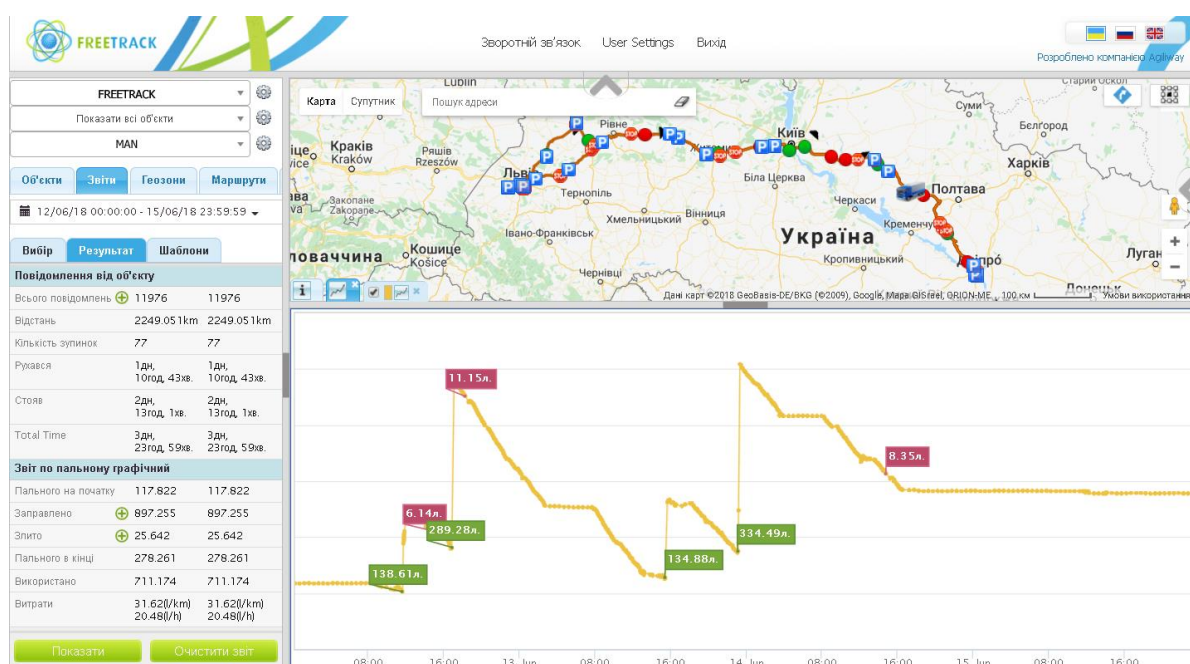 FREETRACK
Зворотній зв'язок User Settings Вихід
Розроблено компанією Agilway
FREETRACK
Показати всі об'єкти
MAN
Об'єкти Звіти Геозони Маршрути
12/06/18 00:00:00 - 15/06/18 23:59:59
Вибір Результат Шаблони
Повідомлення від об'єкту
Всього повідомлень 11976 11976
Відстань 2249.051km 2249.051km
Кількість зупинок 77 77
Рухався 1дн, 10год, 43хв. 1дн, 10год, 43хв.
Стояв 2дн, 13год, 1хв. 2дн, 13год, 1хв.
Total Time 3дн, 23год, 59хв. 3дн, 23год, 59хв.
Звіт по пальному графічний
Пального на початку 117.822 117.822
Заправлено 897.255 897.255
Злито 25.642 25.642
Пального в кінці 278.261 278.261
Використано 711.174 711.174
Витрати 31.62(l/km) 31.62(l/km)
20.48(l/h) 20.48(l/h)
Показати Очистити звіт
Карта Супутник
Пошук адреси
Lublin
Старий Оскол
Суми
Бєлгород
Рівне
Київ
Краків
Kraków
Ряшів
Rzeszów
Харків
Львів
Біла Церква
Полтава
Тернопіль
Закопане
Zakopane
Черкаси
Хмельницький
Вінниця
Івано-Франківськ
Кременчук
Україна
Кошице
Košice
Кропивницький
Дніпро
Чернівці
Донецьк
Дані карт ©2018 GeoBasis-DE/BKG (©2009), Google, Mapa GISrael, ORION-ME
100 км
Умови використання
11.15л.
6.14л.
289.28л.
138.61л.
134.88л.
334.49л.
8.35л.
08:00 16:00 13. Jun 08:00 16:00 14. Jun 08:00 16:00 15. Jun 08:00 16:00